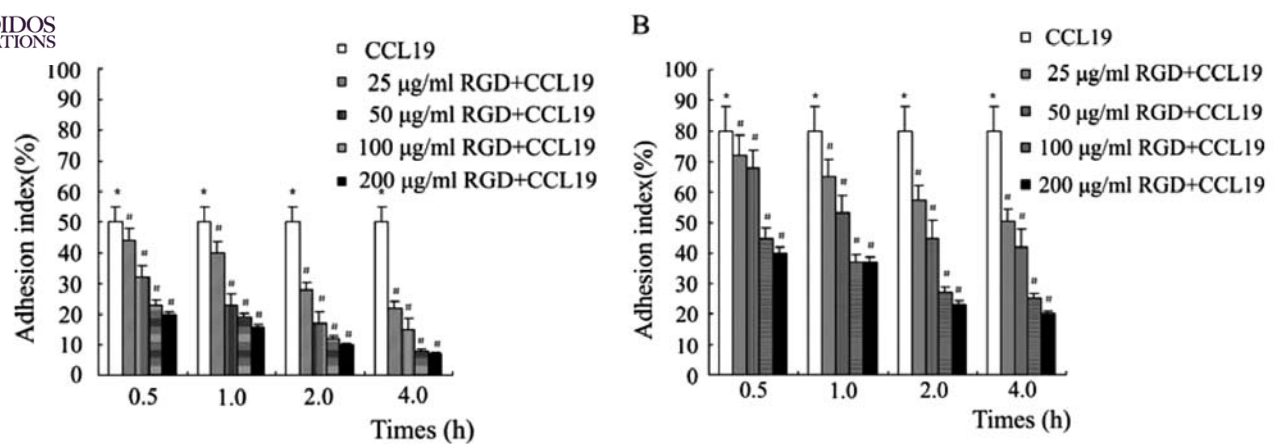 DIDOS
ATIONS
CCL19
25 µg/ml RGD+CCL19
50 µg/ml RGD+CCL19
100 µg/ml RGD+CCL19
200 µg/ml RGD+CCL19
Adhesion index(%)
100
90
80
70
60
50
40
30
20
10
0
* # # # #
* # # # #
* # # # #
* # # # #
0.5 1.0 2.0 4.0
Times (h)
B
CCL19
25 µg/ml RGD+CCL19
50 µg/ml RGD+CCL19
100 µg/ml RGD+CCL19
200 µg/ml RGD+CCL19
Adhesion index(%)
100
90
80
70
60
50
40
30
20
10
0
* # # # #
* # # # #
* # # # #
* # # # #
0.5 1.0 2.0 4.0
Times (h)